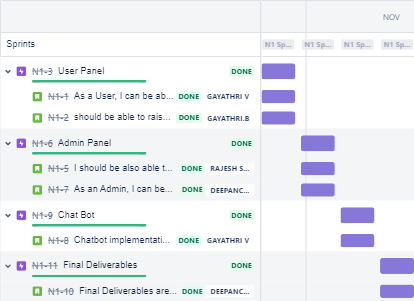 NOV
Sprints
N1 Sp... N1 Sp... N1 Sp... N1 Sp...
N1-3 User Panel DONE
N1-1 As a User, I can be ab... DONE GAYATHRI V
N1-2 should be able to rais... DONE GAYATHRI.B
N1-6 Admin Panel DONE
N1-5 I should be also able t... DONE RAJESH S...
N1-7 As an Admin, I can be... DONE DEEPANC...
N1-9 Chat Bot DONE
N1-8 Chatbot implementati... DONE GAYATHRI V
N1-11 Final Deliverables DONE
N1-10 Final Deliverables are... DONE DEEPANC...